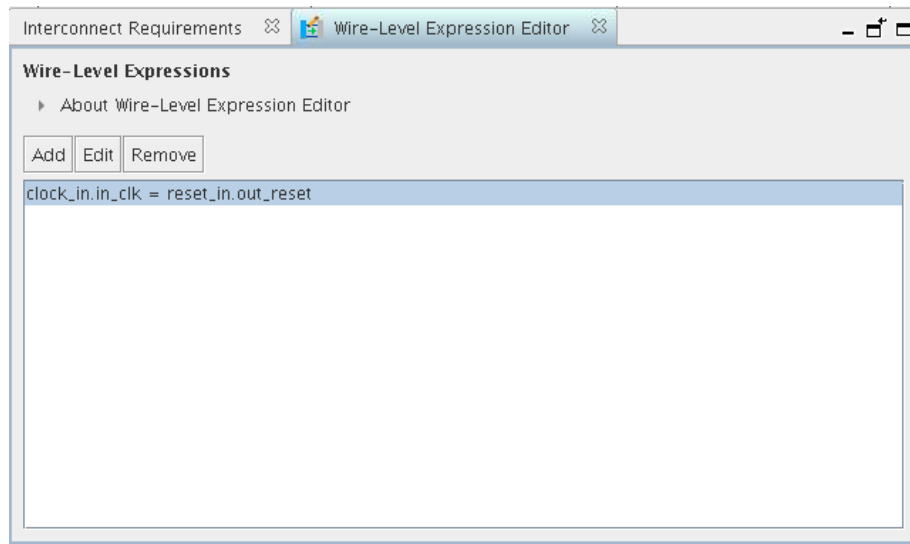 Interconnect Requirements Wire-Level Expression Editor
Wire-Level Expressions
About Wire-Level Expression Editor
Add Edit Remove
clock_in.in_clk = reset_in.out_reset